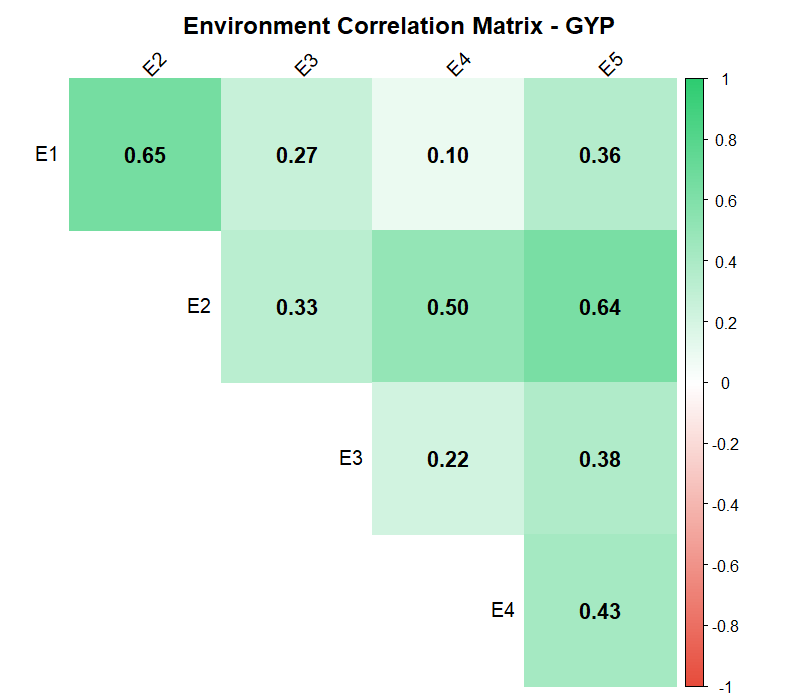 Environment Correlation Matrix - GYP
E2 E3 E4 E5
E1 0.65 0.27 0.10 0.36
E2 0.33 0.50 0.64
E3 0.22 0.38
E4 0.43
1
0.8
0.6
0.4
0.2
0
-0.2
-0.4
-0.6
-0.8
-1